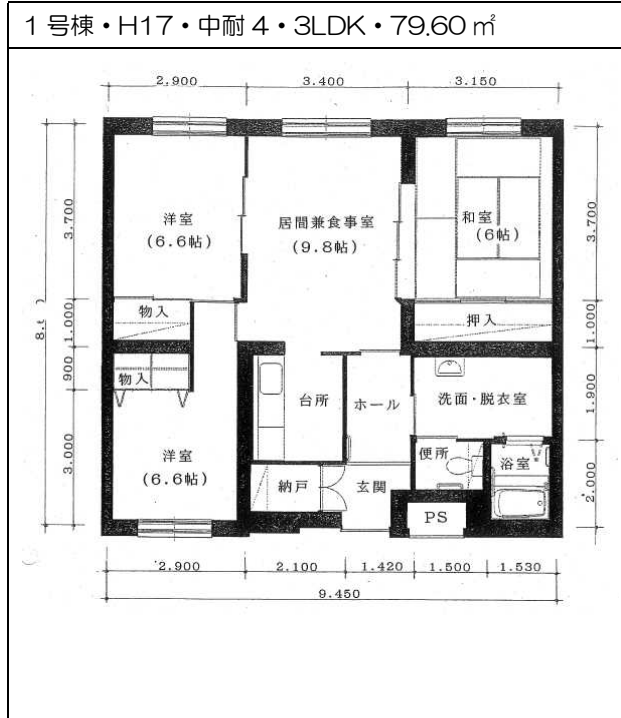 1号棟・H17・中耐4・3LDK・79.60㎡
2.900 3.400 3.150
3.700
1.000
900
3.000
洋室
(6.6帖)
居間兼食事室
(9.8帖)
和室
(6帖)
3.700
1.000
1.900
2.000
物入
押入
物入
台所
ホール
洗面・脱衣室
洋室
(6.6帖)
便所
浴室
納戸
玄関
PS
2.900 2.100 1.420 1.500 1.530
9.450